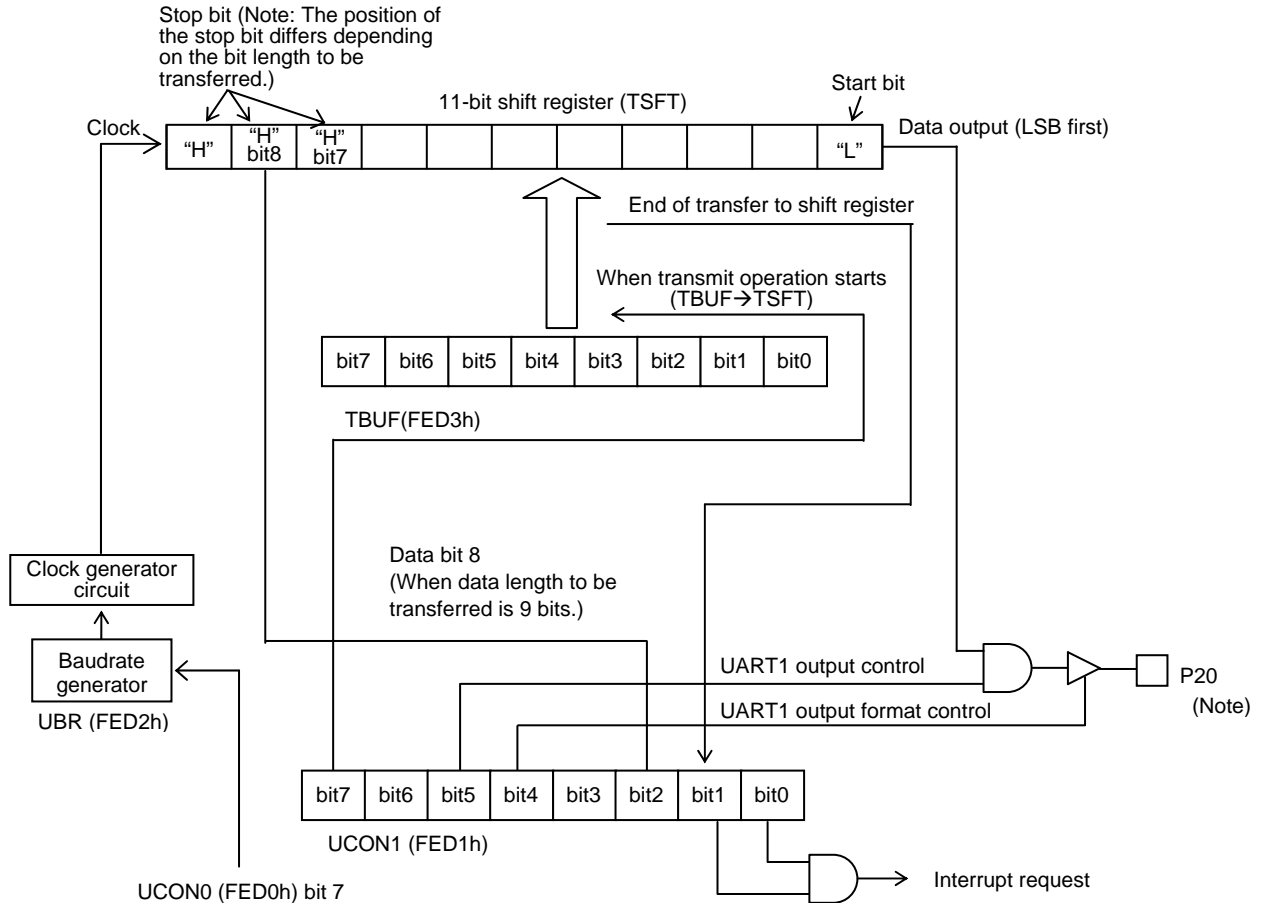 Stop bit (Note: The position of
the stop bit differs depending
on the bit length to be
transferred.)
11-bit shift register (TSFT)
Start bit
Clock
"H"
"H"
bit8
"H"
bit7
"L"
Data output (LSB first)
End of transfer to shift register
When transmit operation starts
(TBUF→TSFT)
bit7 bit6 bit5 bit4 bit3 bit2 bit1 bit0
TBUF(FED3h)
Data bit 8
(When data length to be
transferred is 9 bits.)
Clock generator
circuit
Baudrate
generator
UBR (FED2h)
UART1 output control
UART1 output format control
P20
(Note)
bit7 bit6 bit5 bit4 bit3 bit2 bit1 bit0
UCON1 (FED1h)
UCON0 (FED0h) bit 7
Interrupt request